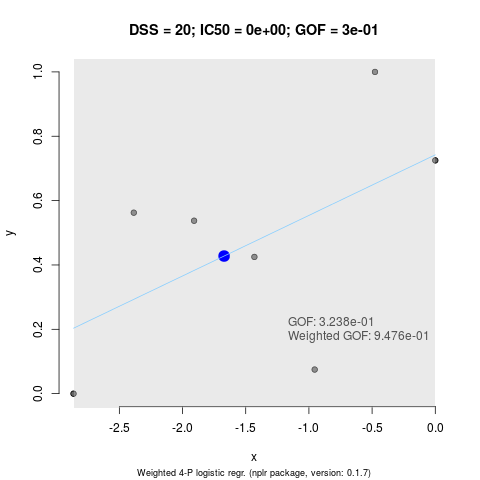 DSS = 20; IC50 = 0e+00; GOF = 3e-01
1.0
0.8
0.6
0.4
0.2
0.0
y
GOF: 3.238e-01
Weighted GOF: 9.476e-01
-2.5 -2.0 -1.5 -1.0 -0.5 0.0
x
Weighted 4-P logistic regr. (nplr package, version: 0.1.7)